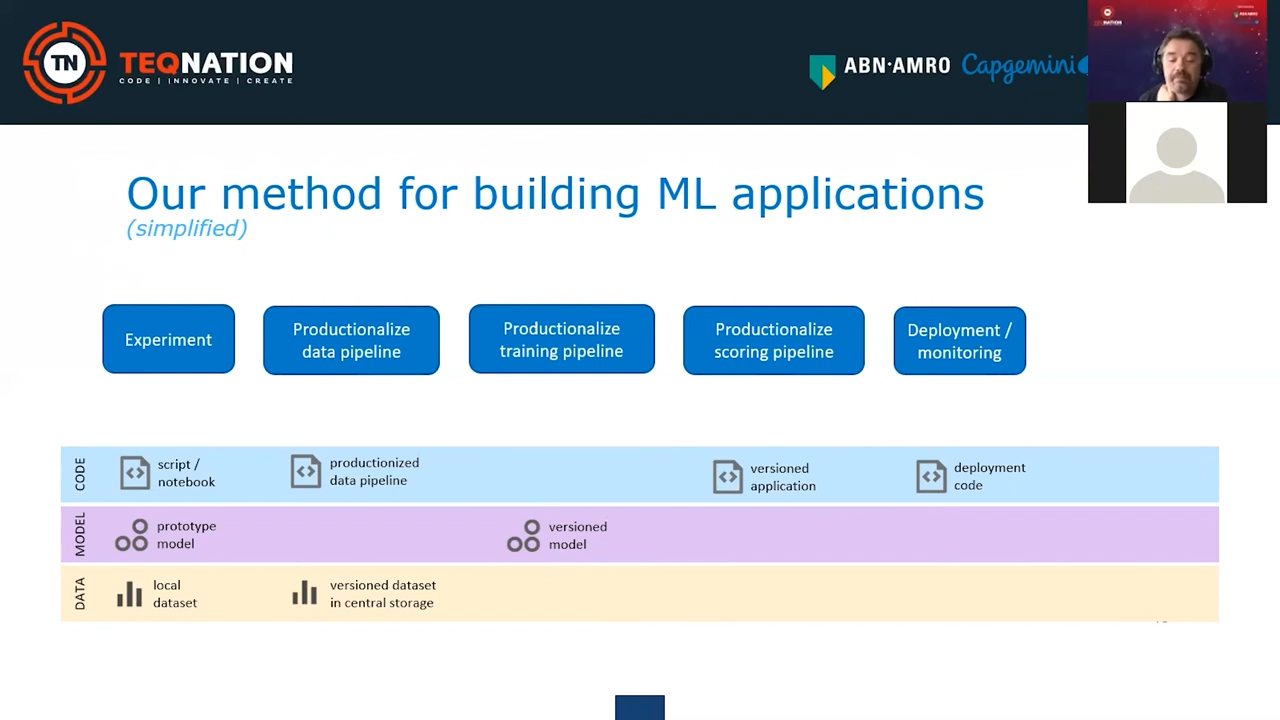 TN
TEQNATION
CODE | INNOVATE | CREATE
ABN·AMRO
Capgemini
Our method for building ML applications
(simplified)
Experiment
Productionalize
data pipeline
Productionalize
training pipeline
Productionalize
scoring pipeline
Deployment /
monitoring
CODE
script /
notebook
productionized
data pipeline
versioned
application
deployment
code
MODEL
prototype
model
versioned
model
DATA
local
dataset
versioned dataset
in central storage